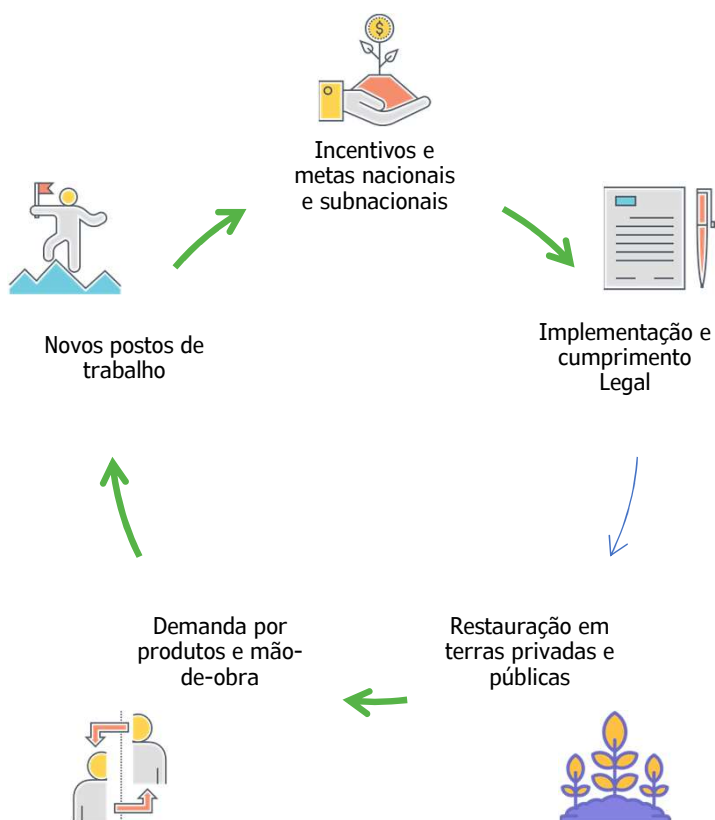 Incentivos e
metas nacionais
e subnacionais
Implementação e
cumprimento
Legal
Restauração em
terras privadas e
públicas
Demanda por
produtos e mão-
de-obra
Novos postos de
trabalho